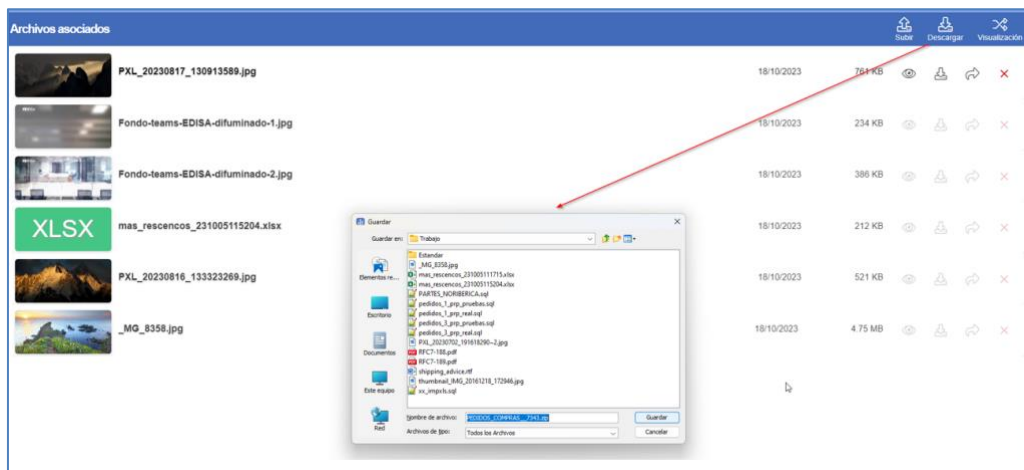 Archivos asociados
Subir Descargar Visualización
PXL_20230817_130913589.jpg 18/10/2023 761 KB
Fondo-teams-EDISA-difuminado-1.jpg 18/10/2023 234 KB
Fondo-teams-EDISA-difuminado-2.jpg 18/10/2023 386 KB
XLSX mas_rescencos_231005115204.xlsx 18/10/2023 212 KB
PXL_20230816_133323269.jpg 18/10/2023 521 KB
_MG_8358.jpg 18/10/2023 4.75 MB
Guardar
Guardar en: Trabajo
Estandar
_MG_8358.jpg
mas_rescencos_231005111715.xlsx
mas_rescencos_231005115204.xlsx
PARTES_NORIBERICA.sql
pedidos_1_prp_pruebas.sql
pedidos_1_prp_real.sql
pedidos_3_prp_pruebas.sql
pedidos_3_prp_real.sql
PXL_20230702_191618290~2.jpg
RFC7-188.pdf
RFC7-189.pdf
shipping_advice.rtf
thumbnail_IMG_20161218_172946.jpg
xx_impxls.sql
Elementos re...
Escritorio
Documentos
Este equipo
Red
Nombre de archivo: PEDIDOS_COMPRAS__7343.zip Guardar
Archivos de tipo: Todos los Archivos Cancelar